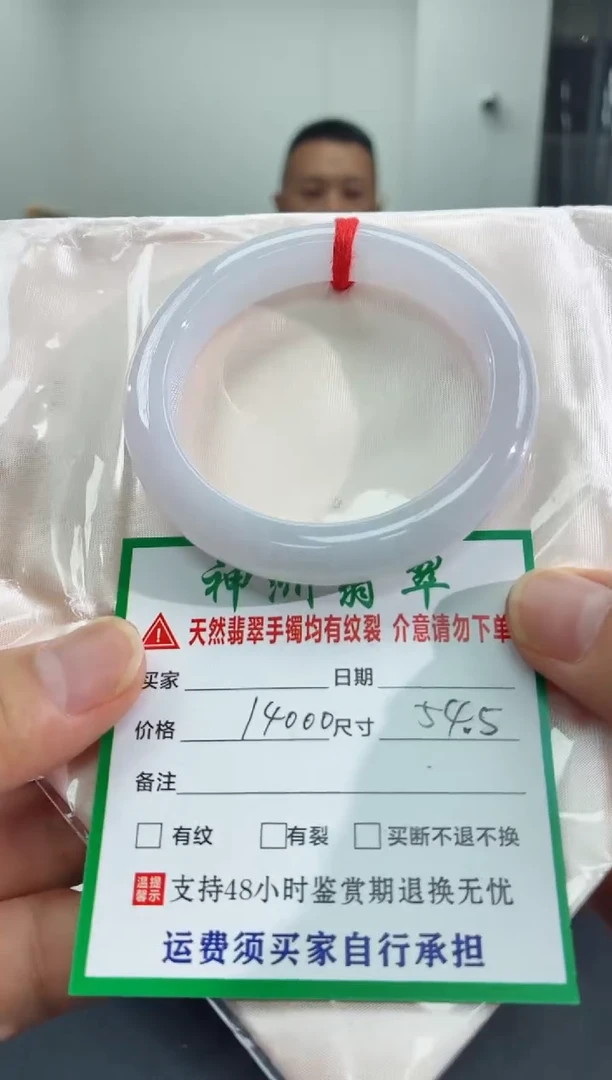 神州翡翠
天然翡翠手镯均有纹裂 介意请勿下单
买家 日期
价格 14000 尺寸 54.5
备注
有纹 有裂 买断不退不换
温馨提示 支持48小时鉴赏期退换无忧
运费须买家自行承担